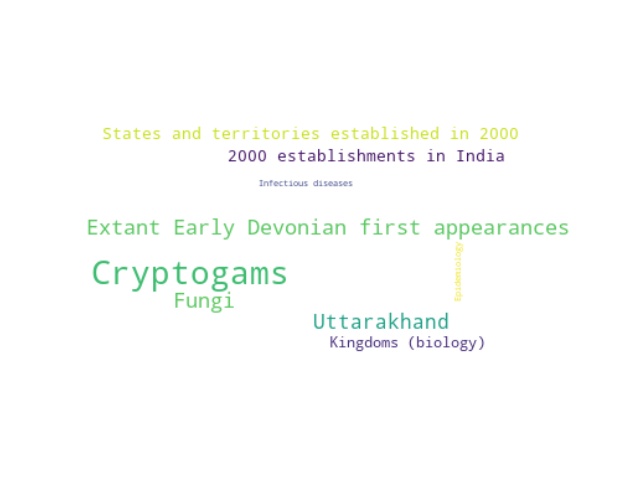 States and territories established in 2000
2000 establishments in India
Infectious diseases
Extant Early Devonian first appearances
Epidemiology
Cryptogams
Fungi
Uttarakhand
Kingdoms (biology)